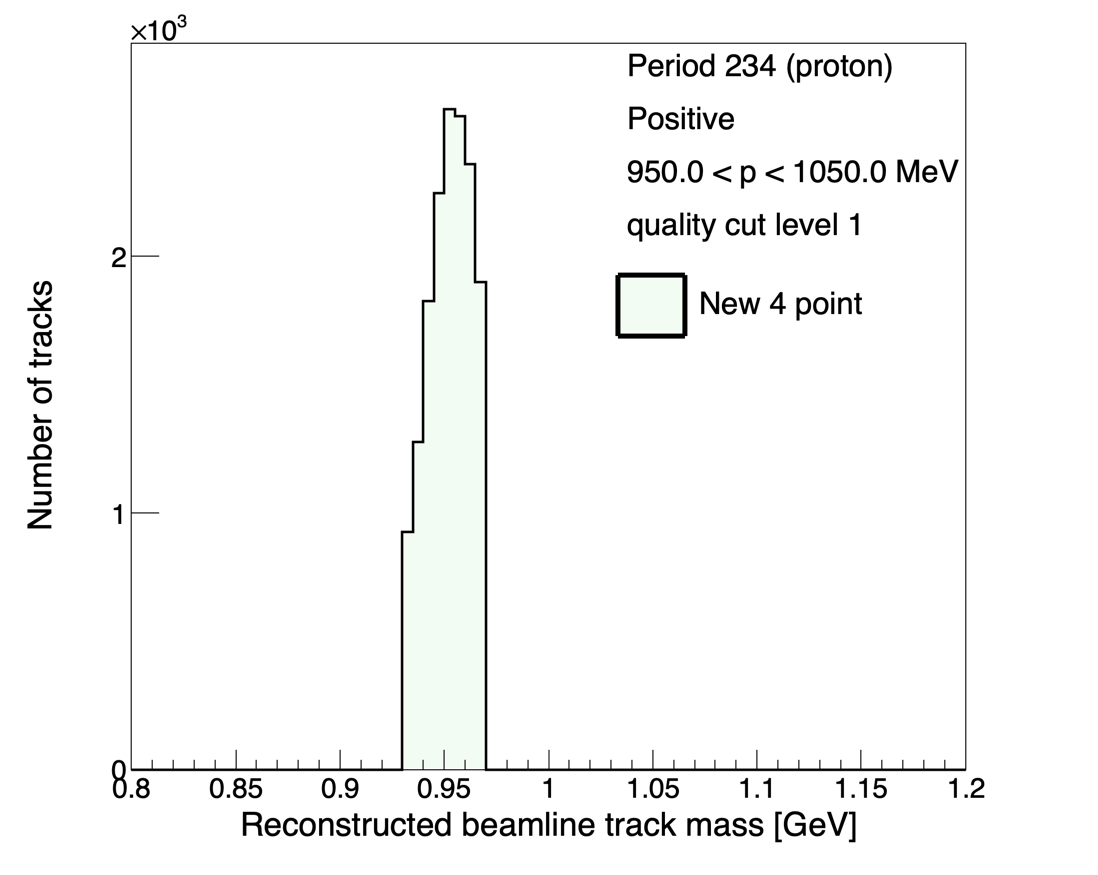 ×10³
Period 234 (proton)
Positive
950.0 < p < 1050.0 MeV
quality cut level 1
New 4 point
2
1
0
0.8 0.85 0.9 0.95 1 1.05 1.1 1.15 1.2
Number of tracks
Reconstructed beamline track mass [GeV]